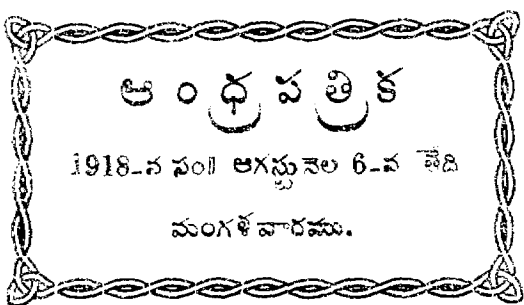 ఆంధ్రపత్రిక
1918-న సం॥ ఆగస్టు నెల 6-వ తేది
మంగళవారము.